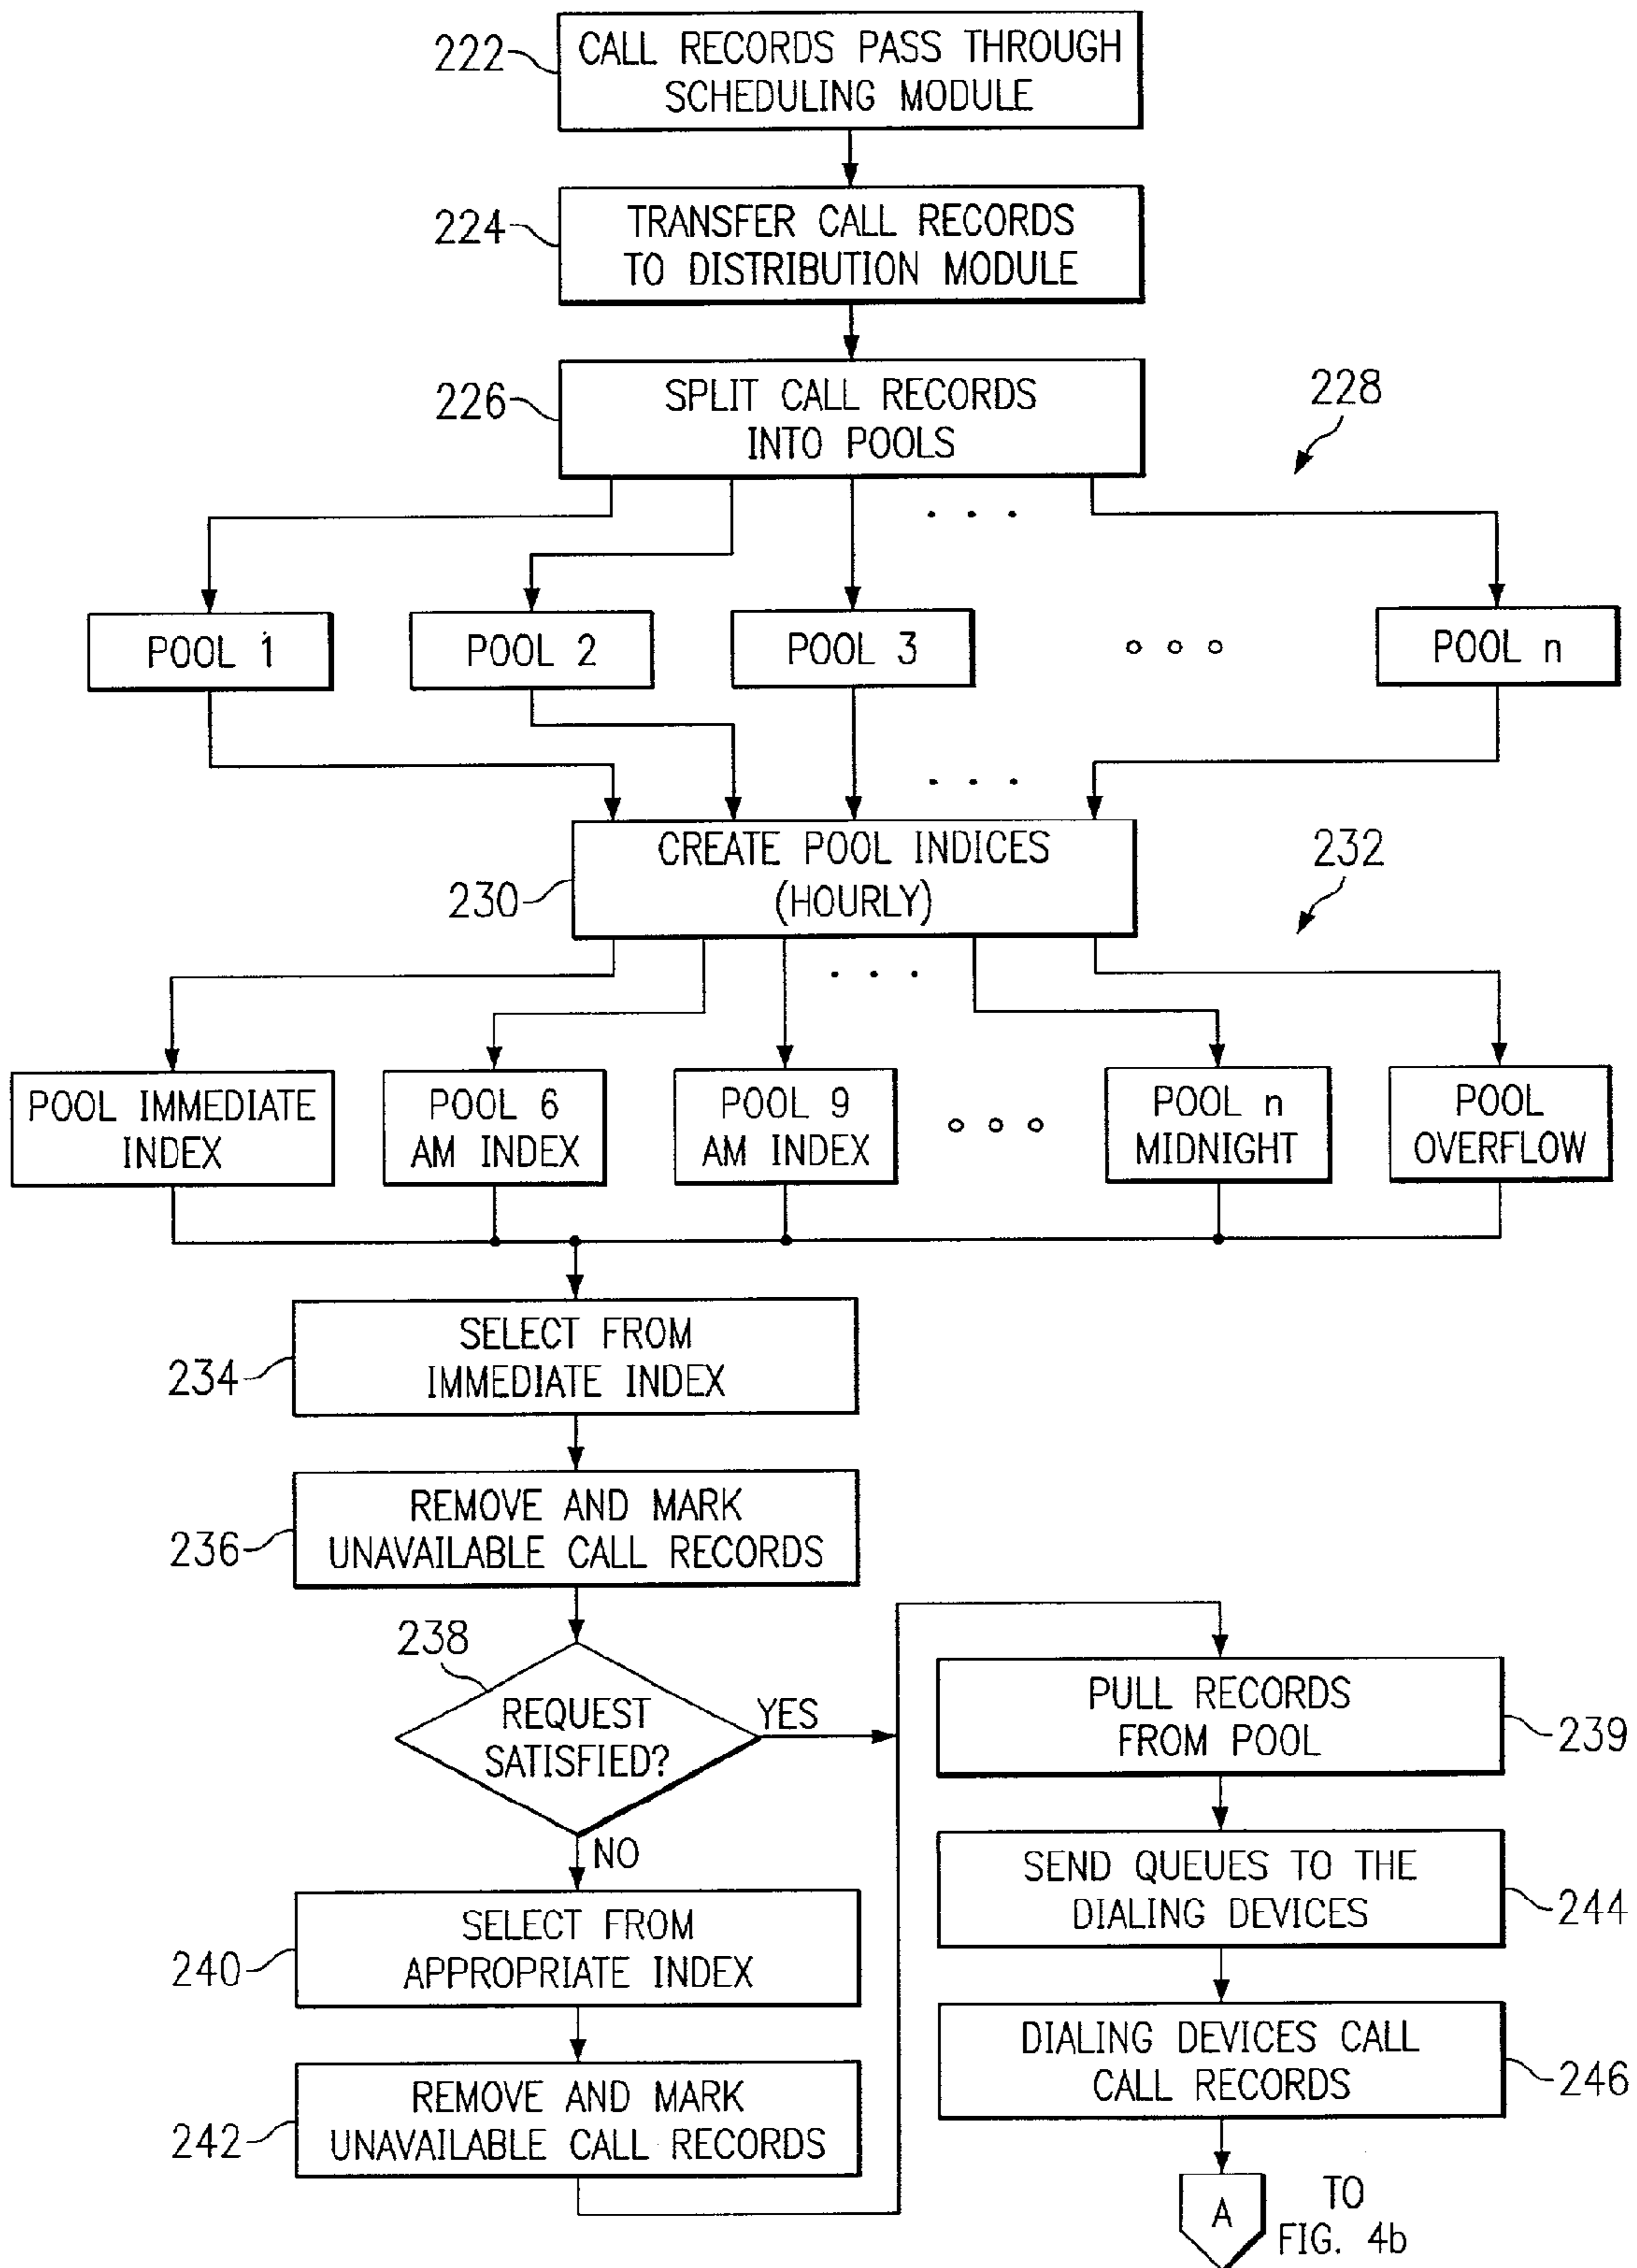 222
CALL RECORDS PASS THROUGH
SCHEDULING MODULE
224
TRANSFER CALL RECORDS
TO DISTRIBUTION MODULE
226
SPLIT CALL RECORDS
INTO POOLS
228
. . .
POOL 1
POOL 2
POOL 3
POOL n
. . .
CREATE POOL INDICES
(HOURLY)
230
232
. . .
POOL IMMEDIATE
INDEX
POOL 6
AM INDEX
POOL 9
AM INDEX
POOL n
MIDNIGHT
POOL
OVERFLOW
234
SELECT FROM
IMMEDIATE INDEX
236
REMOVE AND MARK
UNAVAILABLE CALL RECORDS
238
REQUEST
SATISFIED?
YES
NO
240
SELECT FROM
APPROPRIATE INDEX
242
REMOVE AND MARK
UNAVAILABLE CALL RECORDS
PULL RECORDS
FROM POOL
239
SEND QUEUES TO THE
DIALING DEVICES
244
DIALING DEVICES CALL
CALL RECORDS
246
A
TO
FIG. 4b